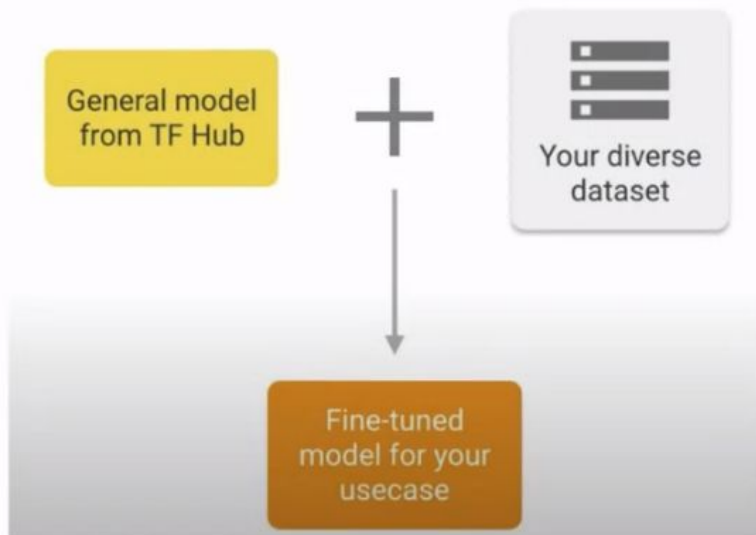 General model
from TF Hub
Your diverse
dataset
Fine-tuned
model for your
usecase